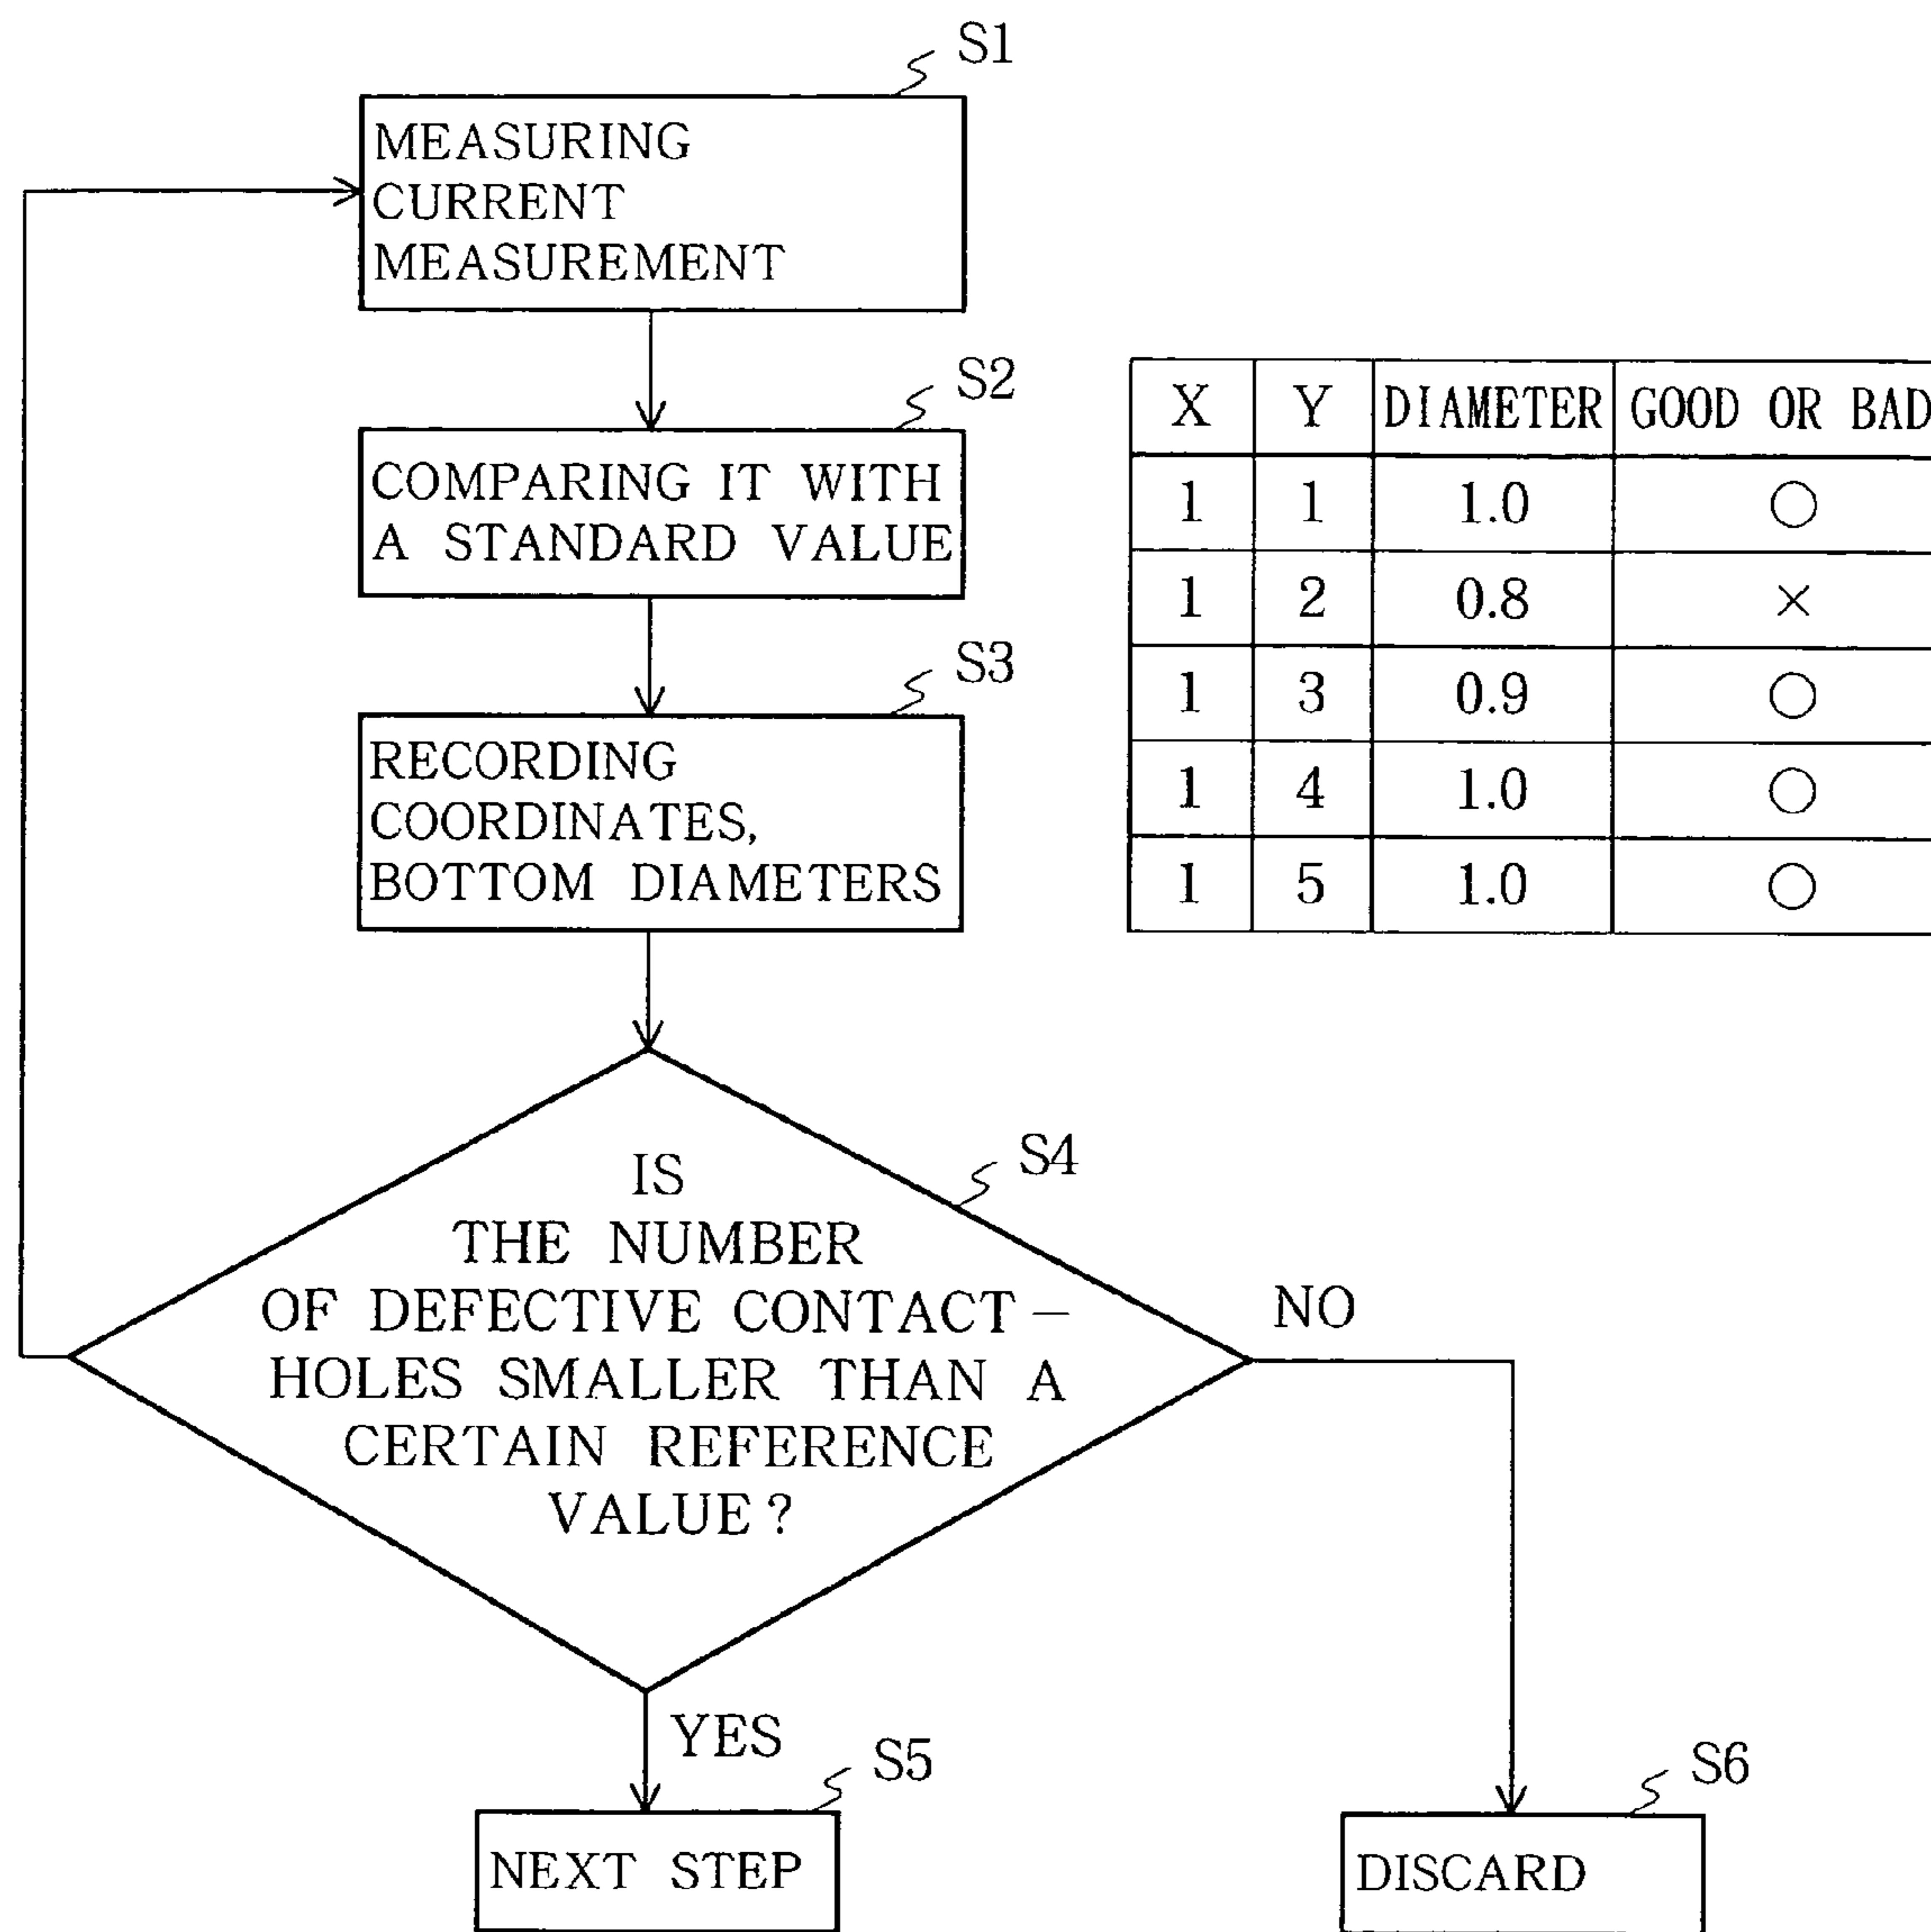 S1
MEASURING
CURRENT
MEASUREMENT
S2
COMPARING IT WITH
A STANDARD VALUE
S3
RECORDING
COORDINATES,
BOTTOM DIAMETERS
X Y DIAMETER GOOD OR BAD
1 1 1.0 ○
1 2 0.8 ×
1 3 0.9 ○
1 4 1.0 ○
1 5 1.0 ○
S4
IS
THE NUMBER
OF DEFECTIVE CONTACT-
HOLES SMALLER THAN A
CERTAIN REFERENCE
VALUE?
NO
YES
S5
NEXT STEP
S6
DISCARD